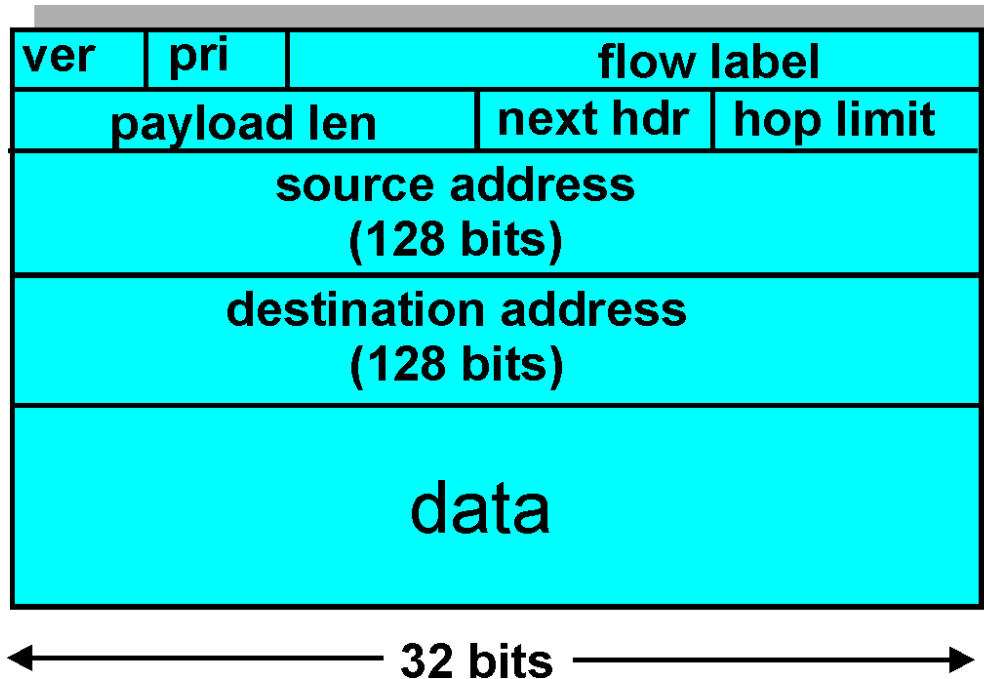 ver pri flow label
payload len next hdr hop limit
source address
(128 bits)
destination address
(128 bits)
data
32 bits